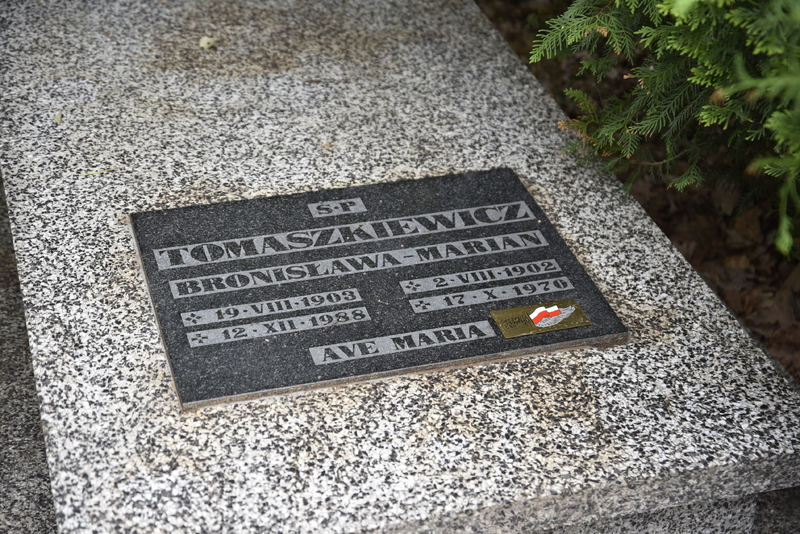 Ś·P
TOMASZKIEWICZ
BRONISŁAWA-MARIAN
19·VIII·1903
2·VIII·1902
12·XII·1988
17·X·1970
AVE MARIA